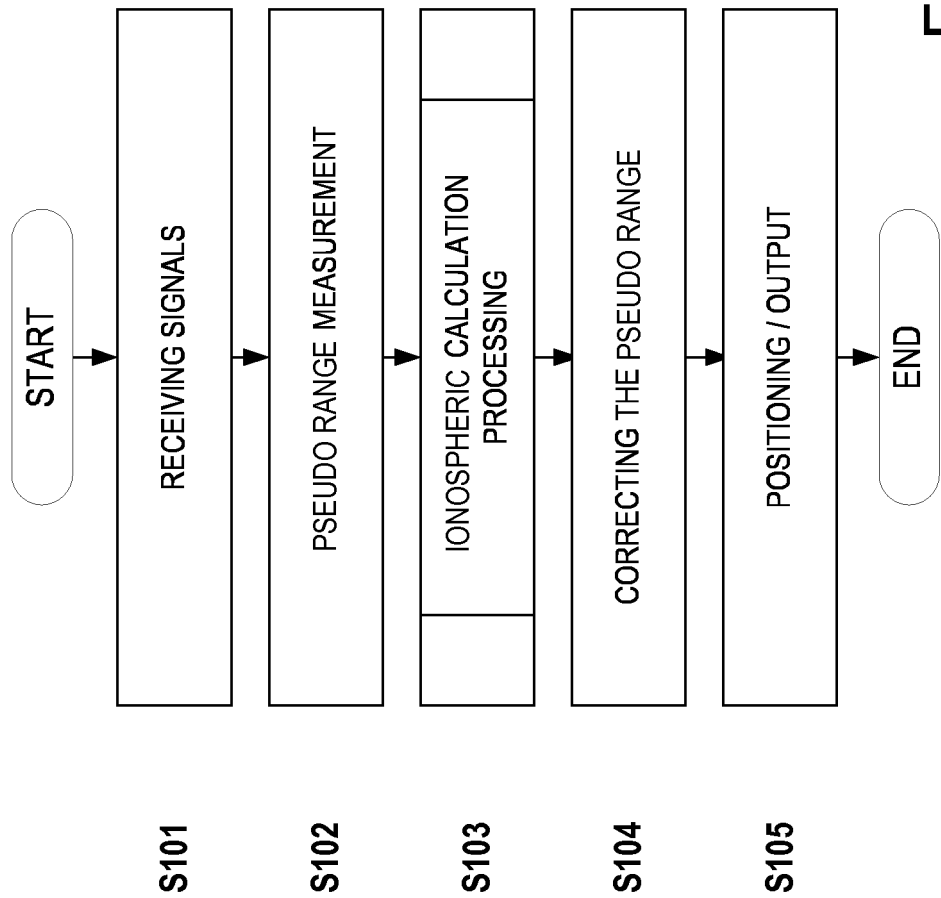 START
S101
RECEIVING SIGNALS
S102
PSEUDO RANGE MEASUREMENT
S103
IONOSPHERIC CALCULATION
PROCESSING
S104
CORRECTING THE PSEUDO RANGE
S105
POSITIONING / OUTPUT
END